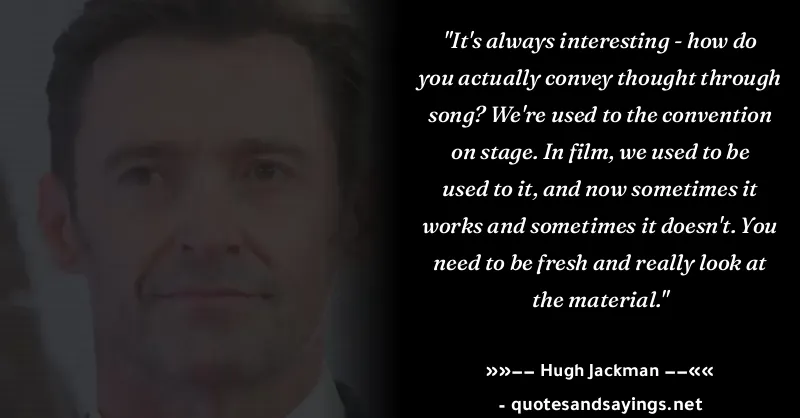 "It's always interesting - how do
you actually convey thought through
song? We're used to the convention
on stage. In film, we used to be
used to it, and now sometimes it
works and sometimes it doesn't. You
need to be fresh and really look at
the material."
»»−− Hugh Jackman −−««
- quotesandsayings.net